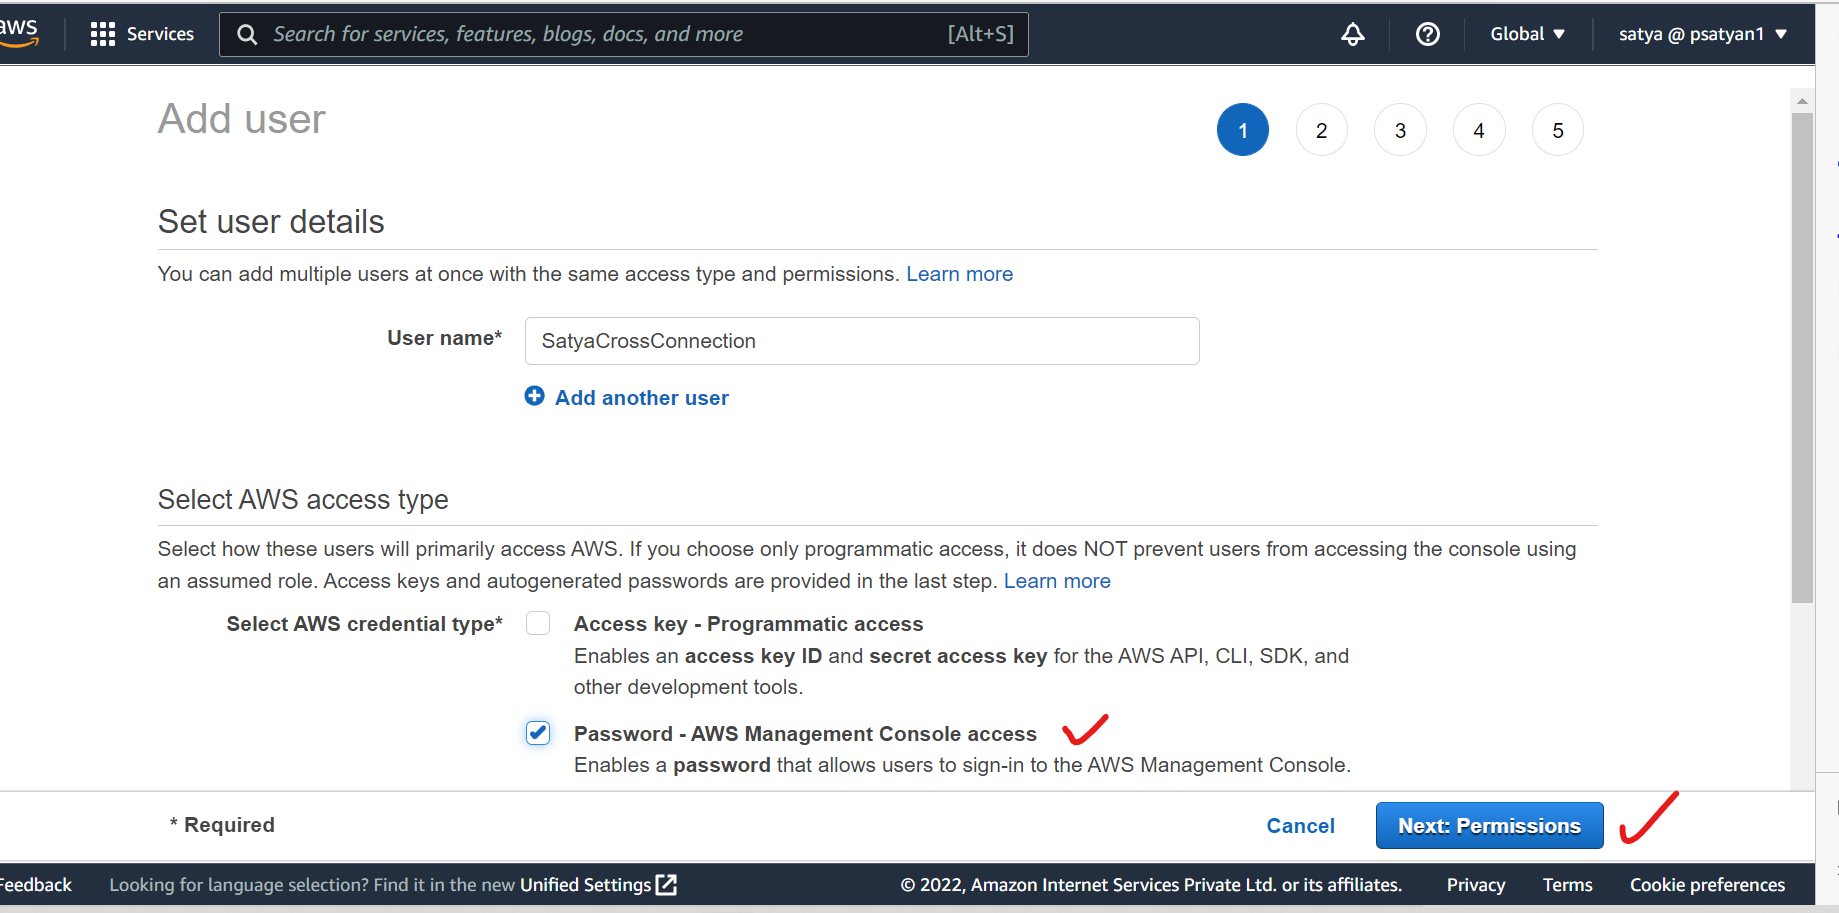 aws
Services
Search for services, features, blogs, docs, and more
[Alt+S]
Global
satya @ psatyan1
Add user
1
2
3
4
5
Set user details
You can add multiple users at once with the same access type and permissions. Learn more
User name*
SatyaCrossConnection
Add another user
Select AWS access type
Select how these users will primarily access AWS. If you choose only programmatic access, it does NOT prevent users from accessing the console using
an assumed role. Access keys and autogenerated passwords are provided in the last step. Learn more
Select AWS credential type*
Access key - Programmatic access
Enables an access key ID and secret access key for the AWS API, CLI, SDK, and
other development tools.
Password - AWS Management Console access
Enables a password that allows users to sign-in to the AWS Management Console.
* Required
Cancel
Next: Permissions
Feedback
Looking for language selection? Find it in the new Unified Settings
© 2022, Amazon Internet Services Private Ltd. or its affiliates.
Privacy
Terms
Cookie preferences